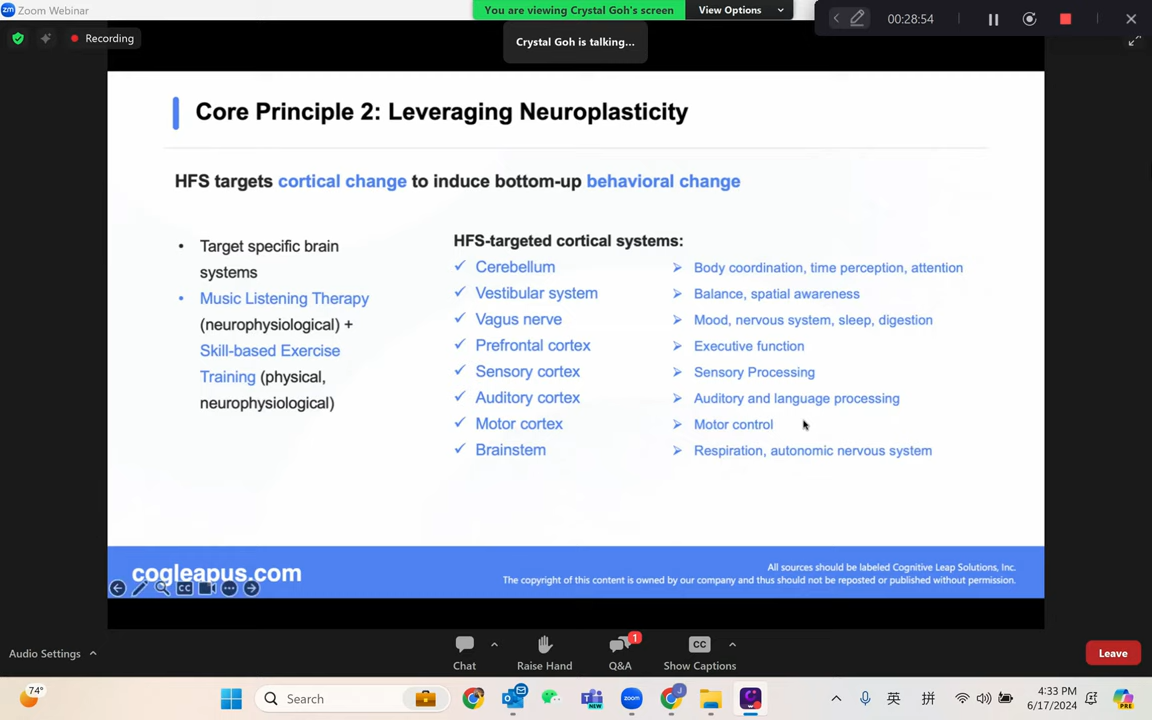 Zoom Webinar
You are viewing Crystal Goh's screen
View Options
00:28:54
Recording
Crystal Goh is talking...
Core Principle 2: Leveraging Neuroplasticity
HFS targets cortical change to induce bottom-up behavioral change
• Target specific brain
systems
• Music Listening Therapy
(neurophysiological) +
Skill-based Exercise
Training (physical,
neurophysiological)
HFS-targeted cortical systems:
✓ Cerebellum
✓ Vestibular system
✓ Vagus nerve
✓ Prefrontal cortex
✓ Sensory cortex
✓ Auditory cortex
✓ Motor cortex
✓ Brainstem
➢ Body coordination, time perception, attention
➢ Balance, spatial awareness
➢ Mood, nervous system, sleep, digestion
➢ Executive function
➢ Sensory Processing
➢ Auditory and language processing
➢ Motor control
➢ Respiration, autonomic nervous system
cogleapus.com
All sources should be labeled Cognitive Leap Solutions, Inc.
The copyright of this content is owned by our company and thus should not be reposted or published without permission.
Audio Settings
Chat
Raise Hand
1
Q&A
CC
Show Captions
Leave
74°
Search
英
拼
4:33 PM
6/17/2024
PRE